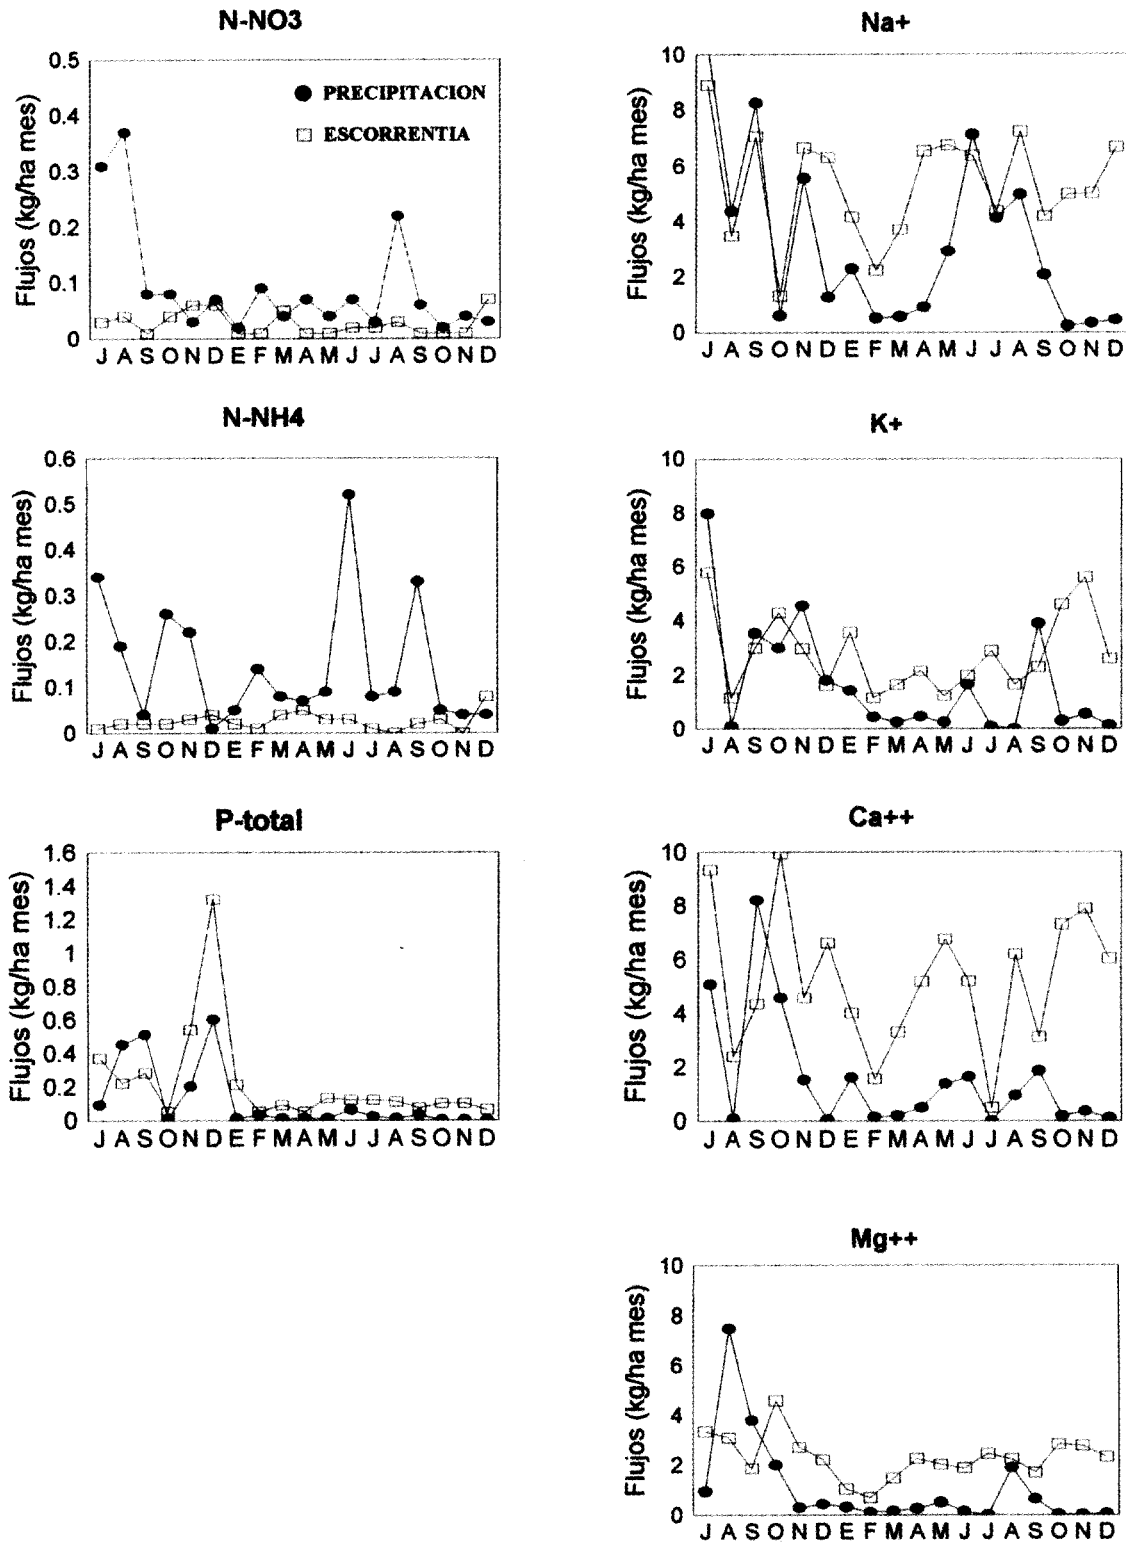 N-NO3
Flujos (kg/ha mes)
0.5
0.4
0.3
0.2
0.1
0
PRECIPITACION
ESCORRENTIA
J A S O N D E F M A M J J A S O N D
Na+
Flujos (kg/ha mes)
10
8
6
4
2
0
J A S O N D E F M A M J J A S O N D
N-NH4
Flujos (kg/ha mes)
0.6
0.5
0.4
0.3
0.2
0.1
0
J A S O N D E F M A M J J A S O N D
K+
Flujos (kg/ha mes)
10
8
6
4
2
0
J A S O N D E F M A M J J A S O N D
P-total
Flujos (kg/ha mes)
1.6
1.4
1.2
1
0.8
0.6
0.4
0.2
0
J A S O N D E F M A M J J A S O N D
Ca++
Flujos (kg/ha mes)
10
8
6
4
2
0
J A S O N D E F M A M J J A S O N D
Mg++
Flujos (kg/ha mes)
10
8
6
4
2
0
J A S O N D E F M A M J J A S O N D